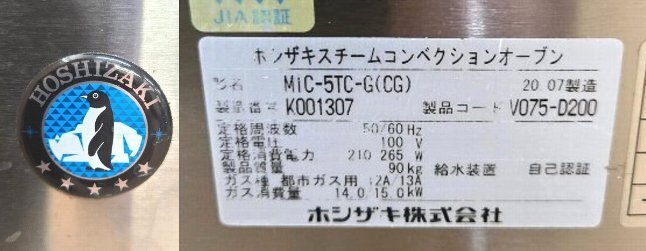 HOSHIZAKI
JIA認証
ホシザキスチームコンベクションオーブン
形名 MIC-5TC-G(CG) 20.07製造
製品番号 K001307 製品コード V075-D200
定格周波数 50/60 Hz
定格電圧 100 V
定格消費電力 210 265 W
製品質量 90kg 給水装置 自己認証
ガス種 都市ガス用 12A/13A
ガス消費量 14.0/15.0kW
ホシザキ株式会社